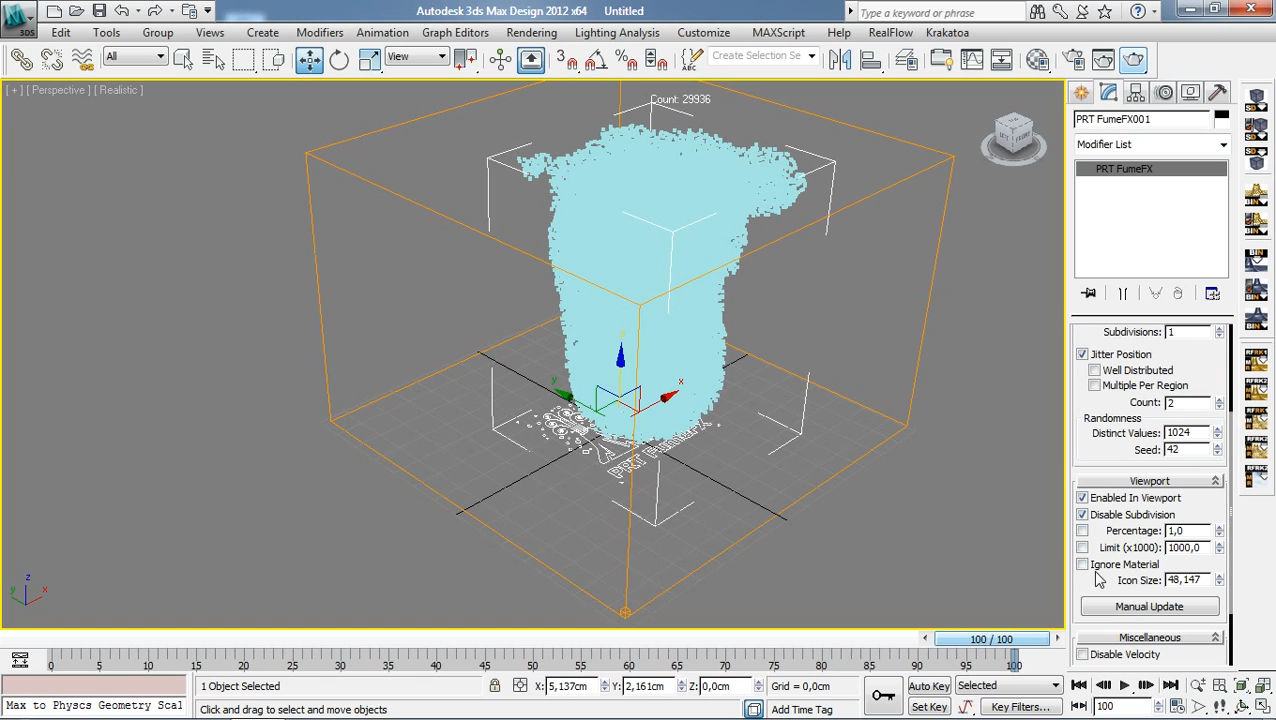 Autodesk 3ds Max Design 2012 x64 Untitled
Type a keyword or phrase
3DS
Edit Tools Group Views Create Modifiers Animation Graph Editors Rendering Lighting Analysis Customize MAXScript Help RealFlow Krakatoa
All View Create Selection Se
[ + ] [ Perspective ] [ Realistic ]
Count: 29936
PRT FumeFX001
Modifier List
PRT FumeFX
Subdivisions: 1
Jitter Position
Well Distributed
Multiple Per Region
Count: 2
Randomness
Distinct Values: 1024
Seed: 42
Viewport
Enabled In Viewport
Disable Subdivision
Percentage: 1,0
Limit (x1000): 1000,0
Ignore Material
Icon Size: 48,147
Manual Update
Miscellaneous
Disable Velocity
PRT FumeFX
x
y
z
x
y
100 / 100
0 5 10 15 20 25 30 35 40 45 50 55 60 65 70 75 80 85 90 95 100
1 Object Selected X: 5,137cm Y: 2,161cm Z: 0,0cm Grid = 0,0cm Auto Key Selected
Max to Physics Geometry Scal Click and drag to select and move objects Add Time Tag Set Key Key Filters... 100